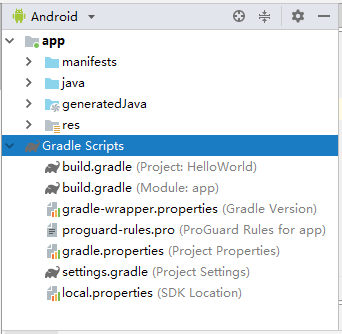 Android
app
manifests
java
generatedJava
res
Gradle Scripts
build.gradle (Project: HelloWorld)
build.gradle (Module: app)
gradle-wrapper.properties (Gradle Version)
proguard-rules.pro (ProGuard Rules for app)
gradle.properties (Project Properties)
settings.gradle (Project Settings)
local.properties (SDK Location)